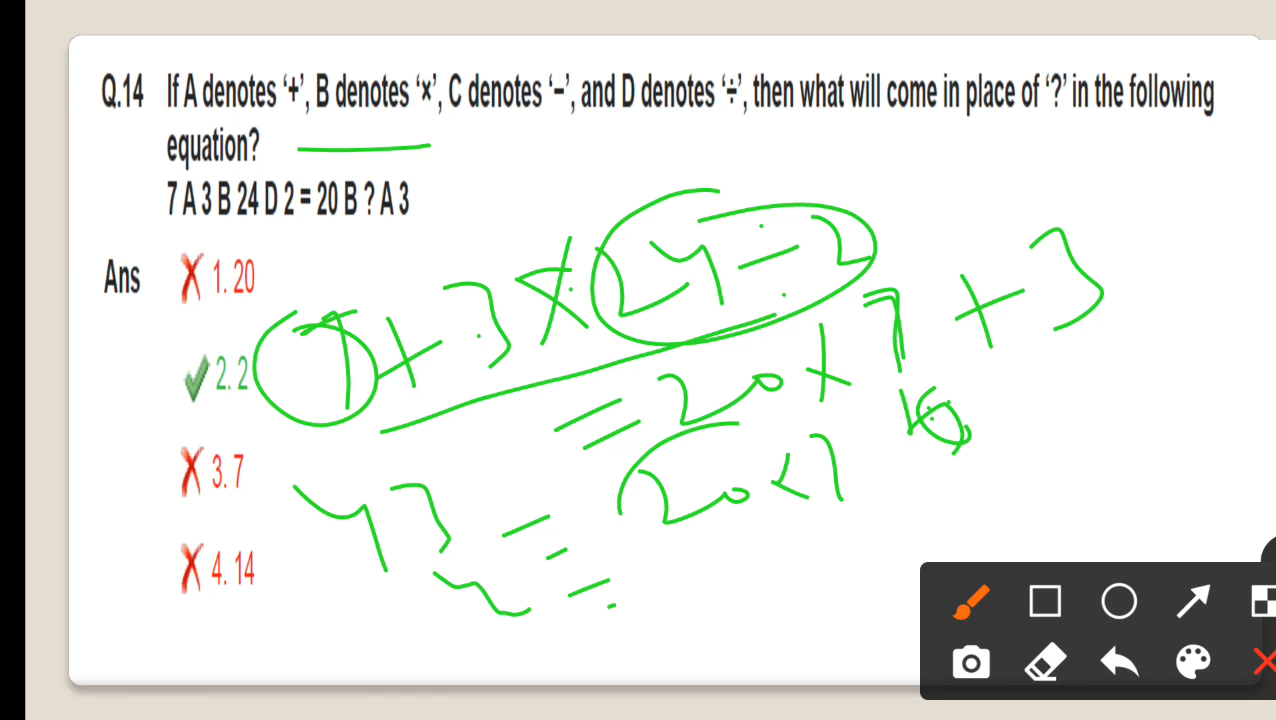 Q.14 If A denotes ‘+’, B denotes ‘×’, C denotes ‘–’, and D denotes ‘÷’, then what will come in place of ‘?’ in the following
equation?
7 A 3 B 24 D 2 = 20 B ? A 3
Ans
1. 20
2. 2
3. 7
4. 14
7 + 3 × 24 ÷ 2
= 20 + ? + 3
43 =